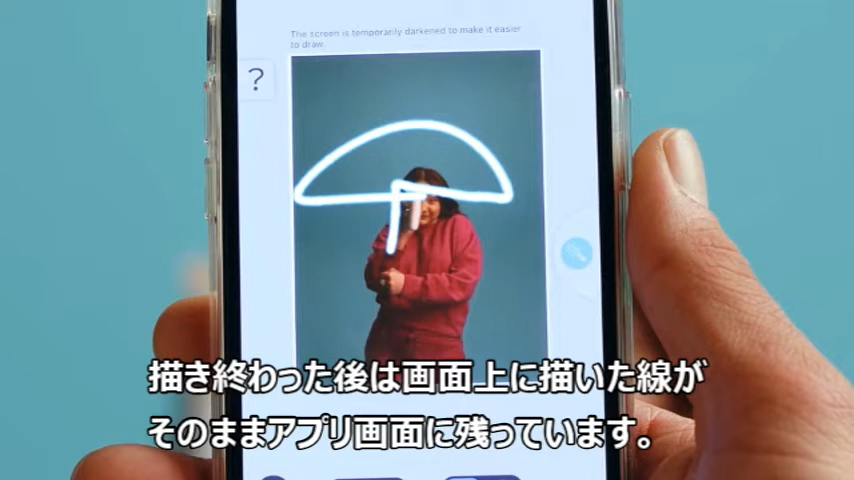 The screen is temporarily darkened to make it easier
to draw.
?
描き終わった後は画面上に描いた線が
そのままアプリ画面に残っています。